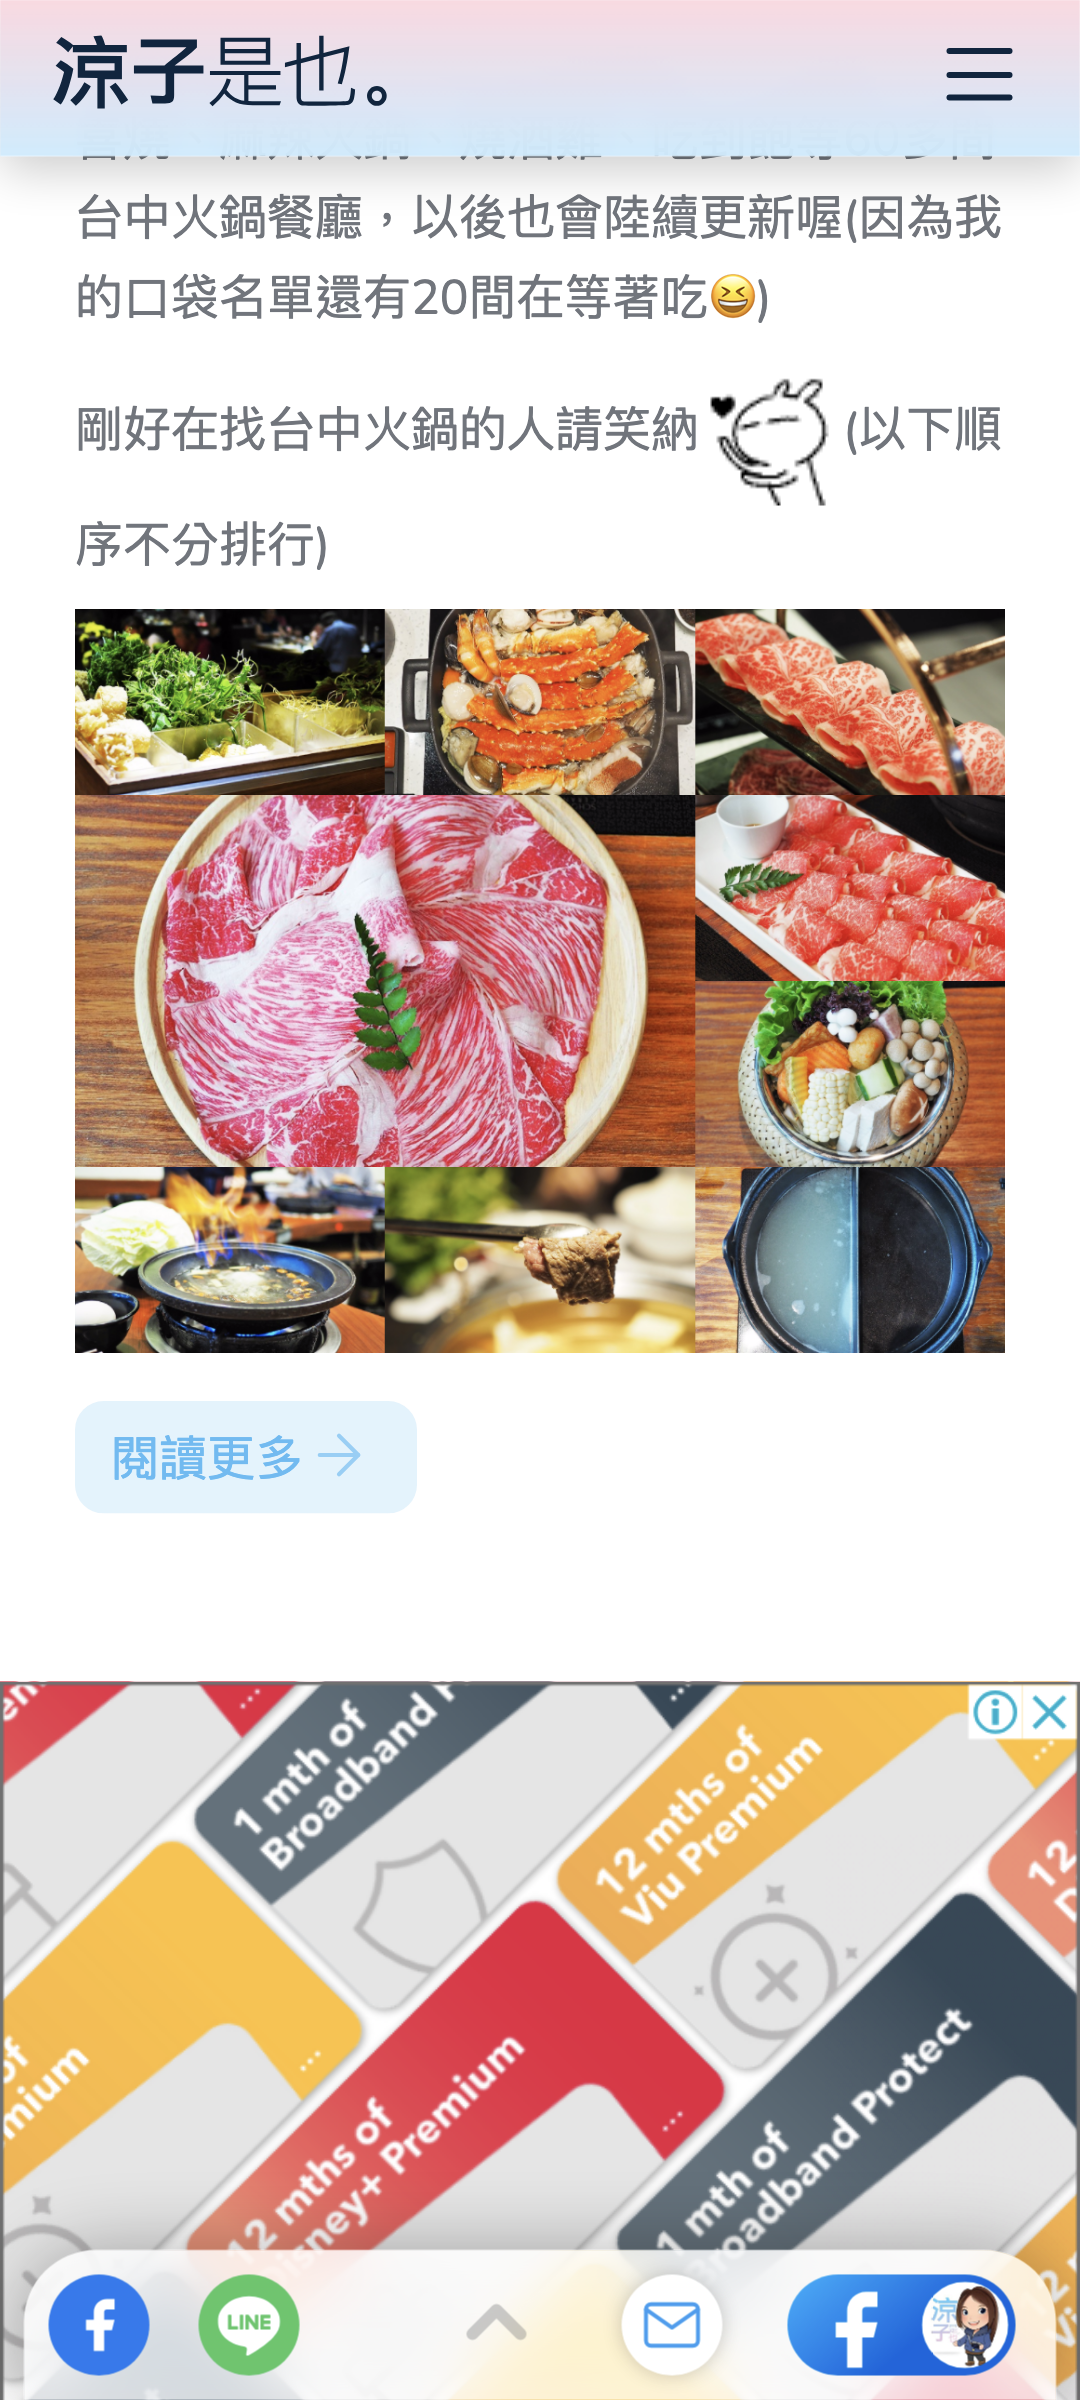 涼子是也。
台中火鍋餐廳，以後也會陸續更新喔(因為我
的口袋名單還有20間在等著吃😆)
剛好在找台中火鍋的人請笑納 (以下順
序不分排行)
閱讀更多 →
1 mth of
Broadband
12 mths of
Viu Premium
12
of
mium
12 mths of
isney+ Premium
1 mth of
Broadband Protect
LINE
涼
子